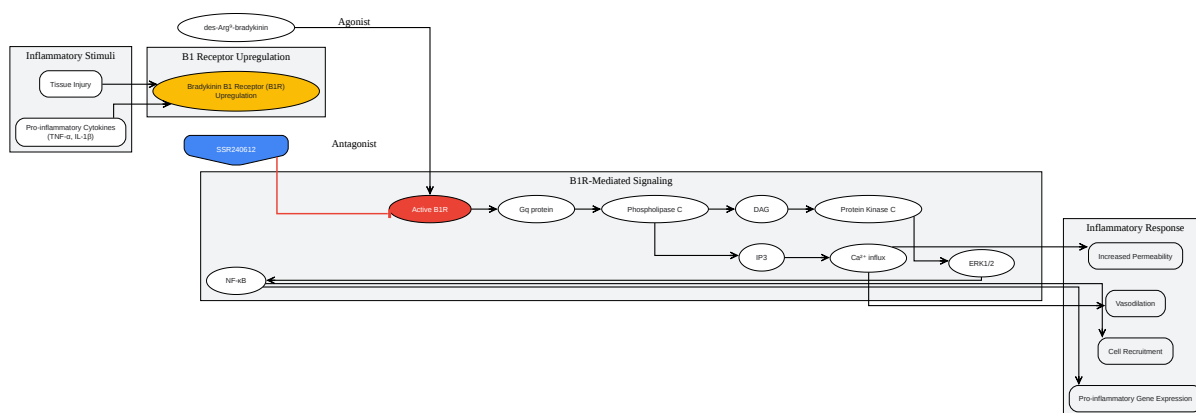 des-Arg⁹-bradykinin
Agonist
Inflammatory Stimuli
Tissue Injury
Pro-inflammatory Cytokines
(TNF-α, IL-1β)
B1 Receptor Upregulation
Bradykinin B1 Receptor (B1R)
Upregulation
SSR240612
Antagonist
B1R-Mediated Signaling
Active B1R
Gq protein
Phospholipase C
DAG
Protein Kinase C
IP3
Ca²⁺ influx
ERK1/2
NF-κB
Inflammatory Response
Increased Permeability
Vasodilation
Cell Recruitment
Pro-inflammatory Gene Expression